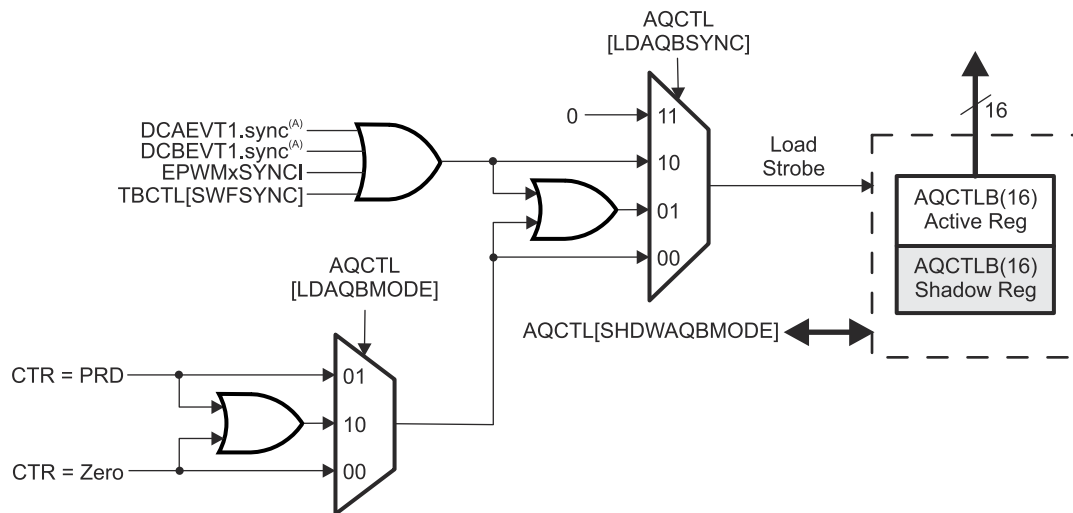 AQCTL
[LDAQBSYNC]
16
0
11
DCAEVT1.sync(A)
DCBEVT1.sync(A)
EPWMxSYNCI
TBCTL[SWFSYNC]
10
Load
Strobe
01
00
AQCTLB(16)
Active Reg
AQCTLB(16)
Shadow Reg
AQCTL
[LDAQBMODE]
AQCTL[SHDWAQBMODE]
CTR = PRD
01
10
CTR = Zero
00